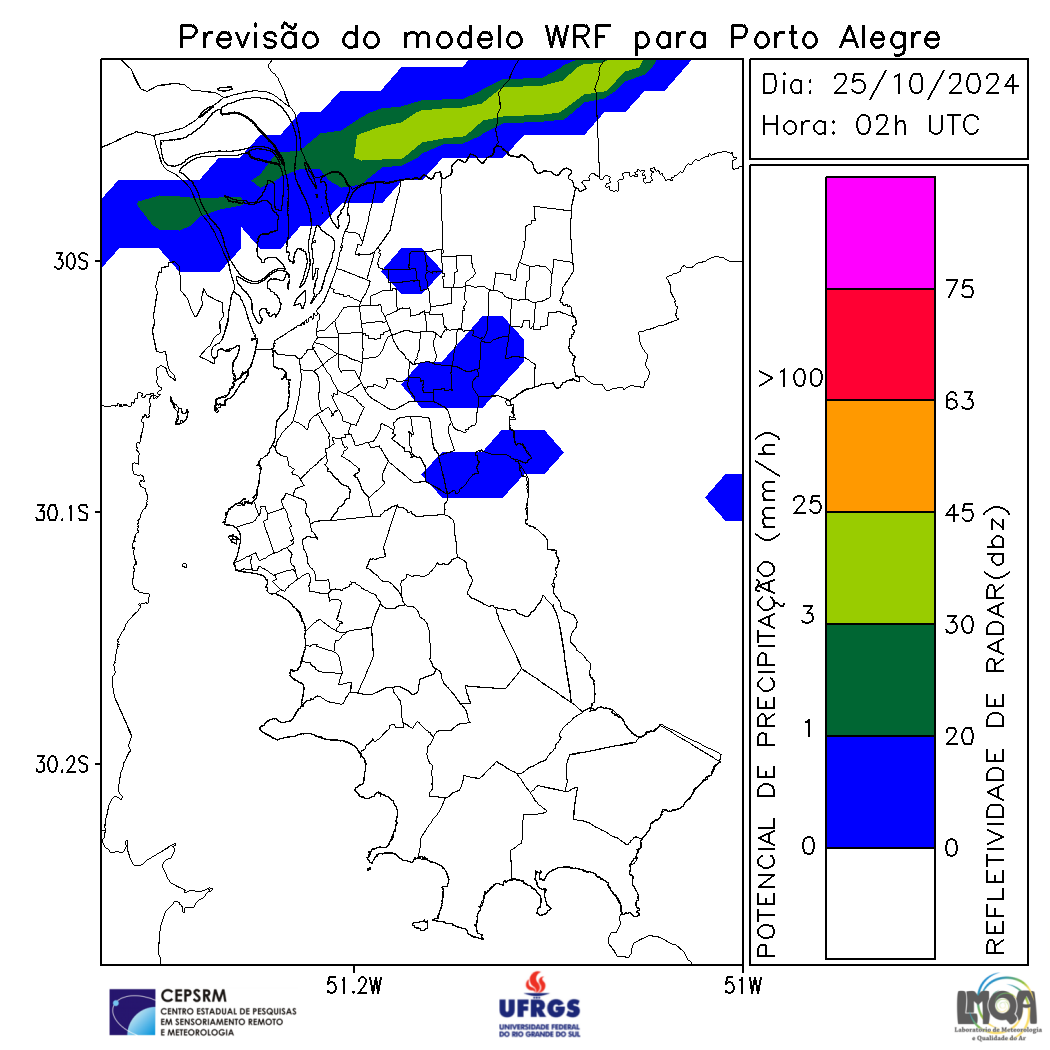 Previsão do modelo WRF para Porto Alegre
Dia: 25/10/2024
Hora: 02h UTC
30S
30.1S
30.2S
51.2W
51W
POTENCIAL DE PRECIPITAÇÃO (mm/h)
>100
25
3
1
0
75
63
45
30
20
0
REFLETIVIDADE DE RADAR(dbz)
CEPSRM
CENTRO ESTADUAL DE PESQUISAS
EM SENSORIAMENTO REMOTO
E METEOROLOGIA
UFRGS
UNIVERSIDADE FEDERAL
DO RIO GRANDE DO SUL
LMQA
Laboratório de Meteorologia
e Qualidade do Ar